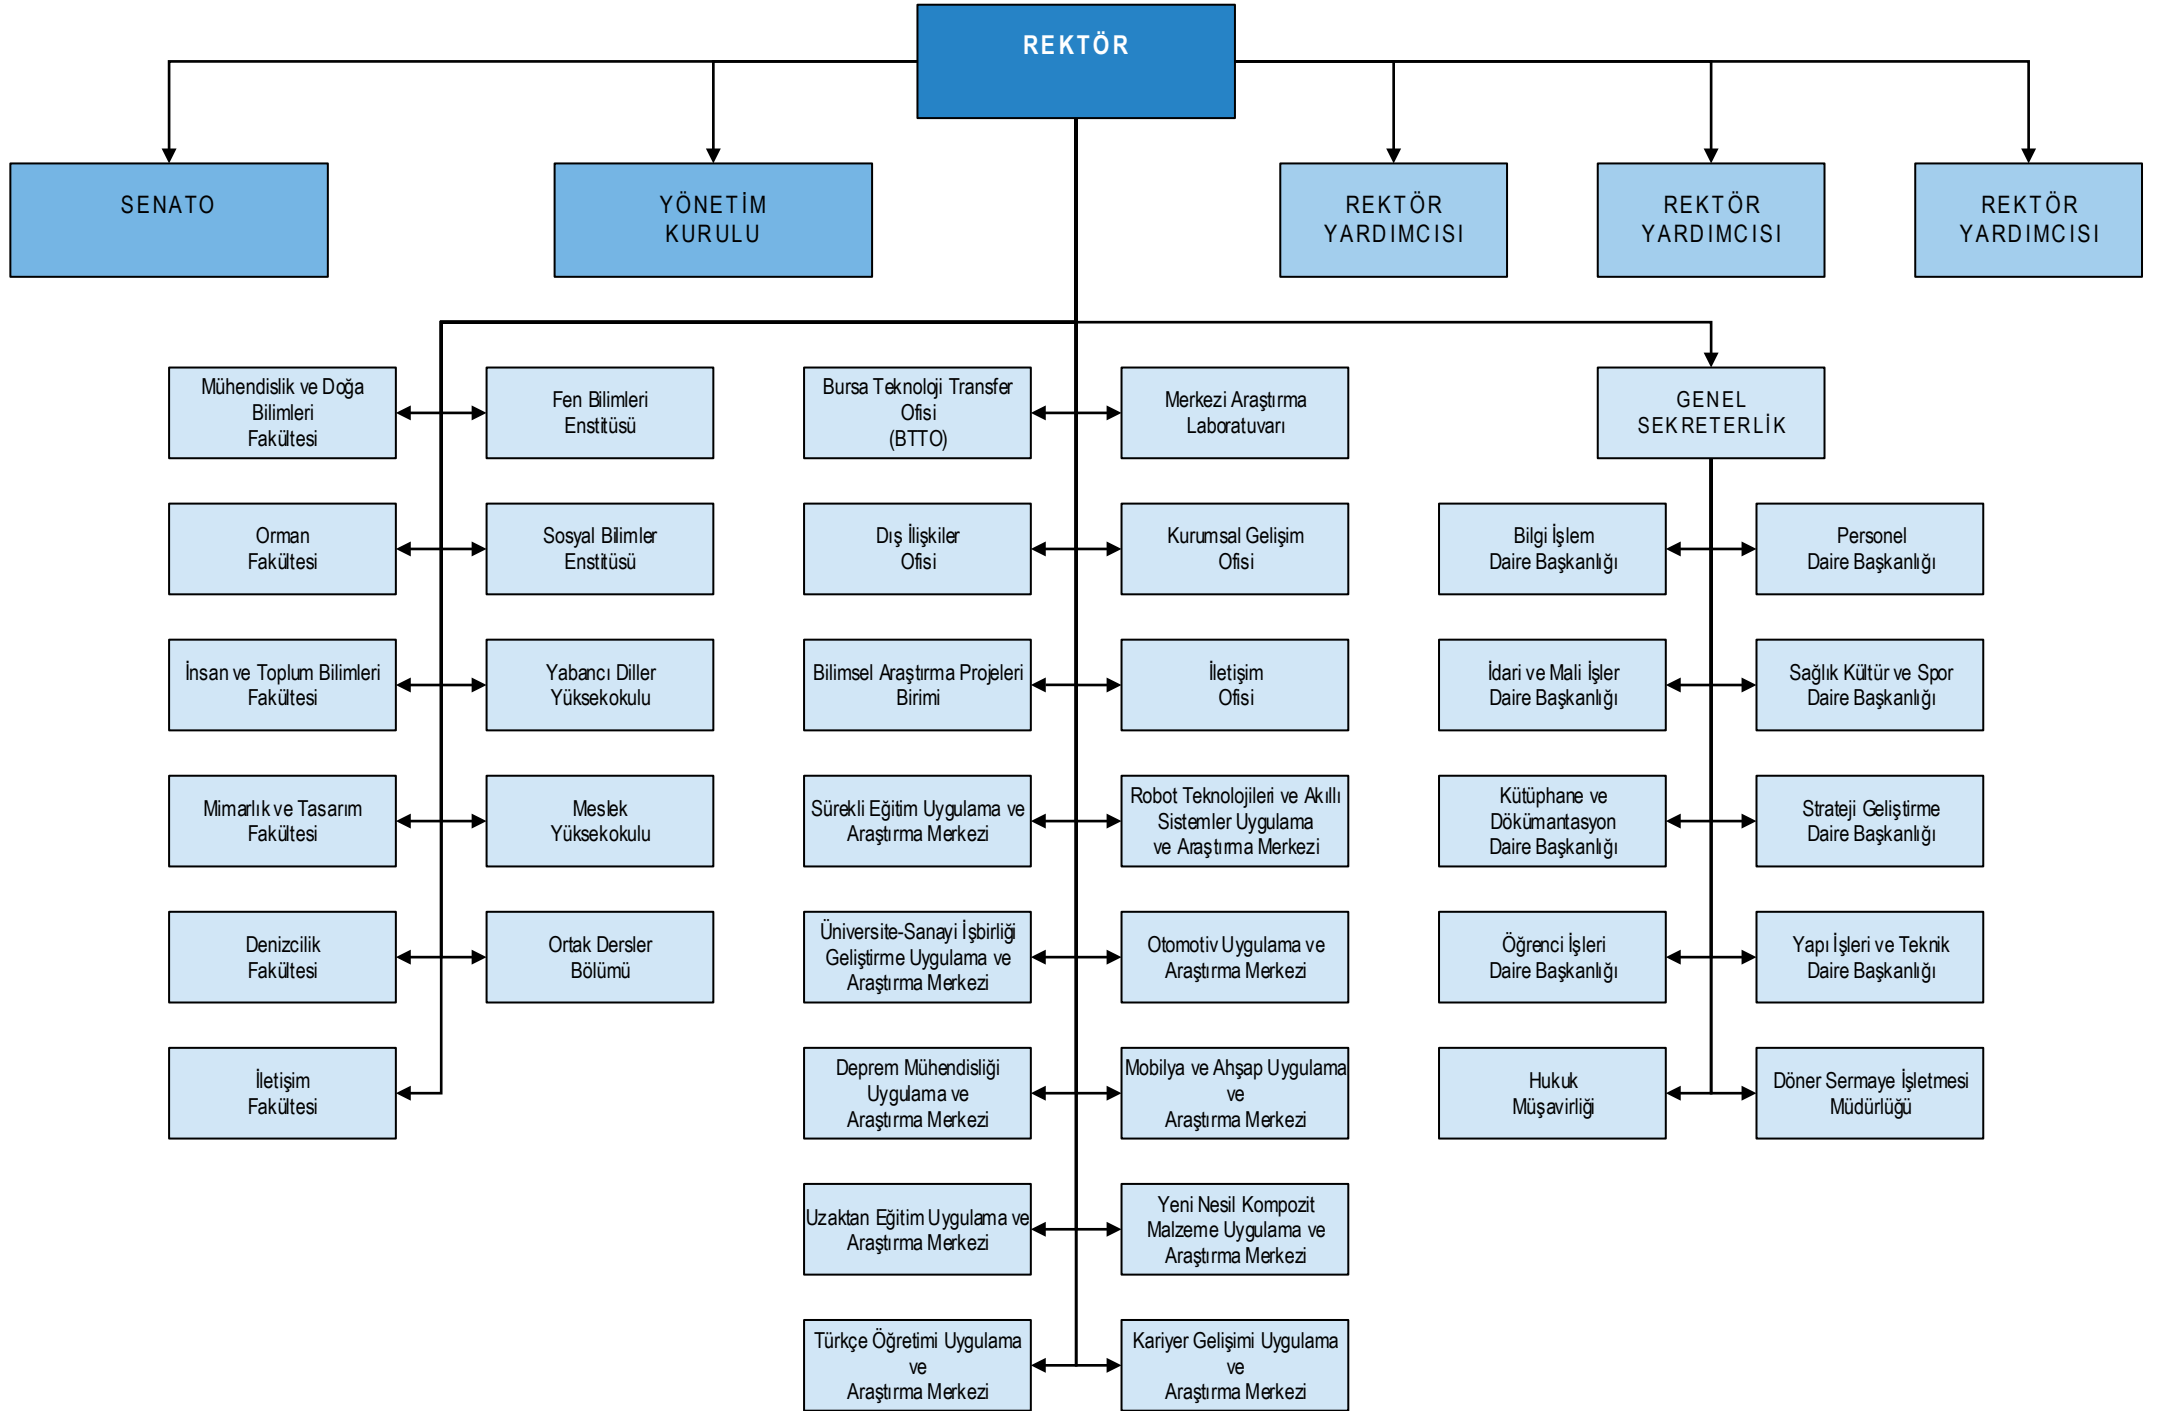 REKTÖR
SENATO
YÖNETİM
KURULU
REKTÖR
YARDIMCISI
REKTÖR
YARDIMCISI
REKTÖR
YARDIMCISI
Mühendislik ve Doğa
Bilimleri
Fakültesi
Fen Bilimleri
Enstitüsü
Bursa Teknoloji Transfer
Ofisi
(BTTO)
Merkezi Araştırma
Laboratuvarı
GENEL
SEKRETERLİK
Orman
Fakültesi
Sosyal Bilimler
Enstitüsü
Dış İlişkiler
Ofisi
Kurumsal Gelişim
Ofisi
Bilgi İşlem
Daire Başkanlığı
Personel
Daire Başkanlığı
İnsan ve Toplum Bilimleri
Fakültesi
Yabancı Diller
Yüksekokulu
Bilimsel Araştırma Projeleri
Birimi
İletişim
Ofisi
İdari ve Mali İşler
Daire Başkanlığı
Sağlık Kültür ve Spor
Daire Başkanlığı
Mimarlık ve Tasarım
Fakültesi
Meslek
Yüksekokulu
Sürekli Eğitim Uygulama ve
Araştırma Merkezi
Robot Teknolojileri ve Akıllı
Sistemler Uygulama
ve Araştırma Merkezi
Kütüphane ve
Dökümantasyon
Daire Başkanlığı
Strateji Geliştirme
Daire Başkanlığı
Denizcilik
Fakültesi
Ortak Dersler
Bölümü
Üniversite-Sanayi İşbirliği
Geliştirme Uygulama ve
Araştırma Merkezi
Otomotiv Uygulama ve
Araştırma Merkezi
Öğrenci İşleri
Daire Başkanlığı
Yapı İşleri ve Teknik
Daire Başkanlığı
İletişim
Fakültesi
Deprem Mühendisliği
Uygulama ve
Araştırma Merkezi
Mobilya ve Ahşap Uygulama
ve
Araştırma Merkezi
Hukuk
Müşavirliği
Döner Sermaye İşletmesi
Müdürlüğü
Uzaktan Eğitim Uygulama ve
Araştırma Merkezi
Yeni Nesil Kompozit
Malzeme Uygulama ve
Araştırma Merkezi
Türkçe Öğretimi Uygulama
ve
Araştırma Merkezi
Kariyer Gelişimi Uygulama
ve
Araştırma Merkezi